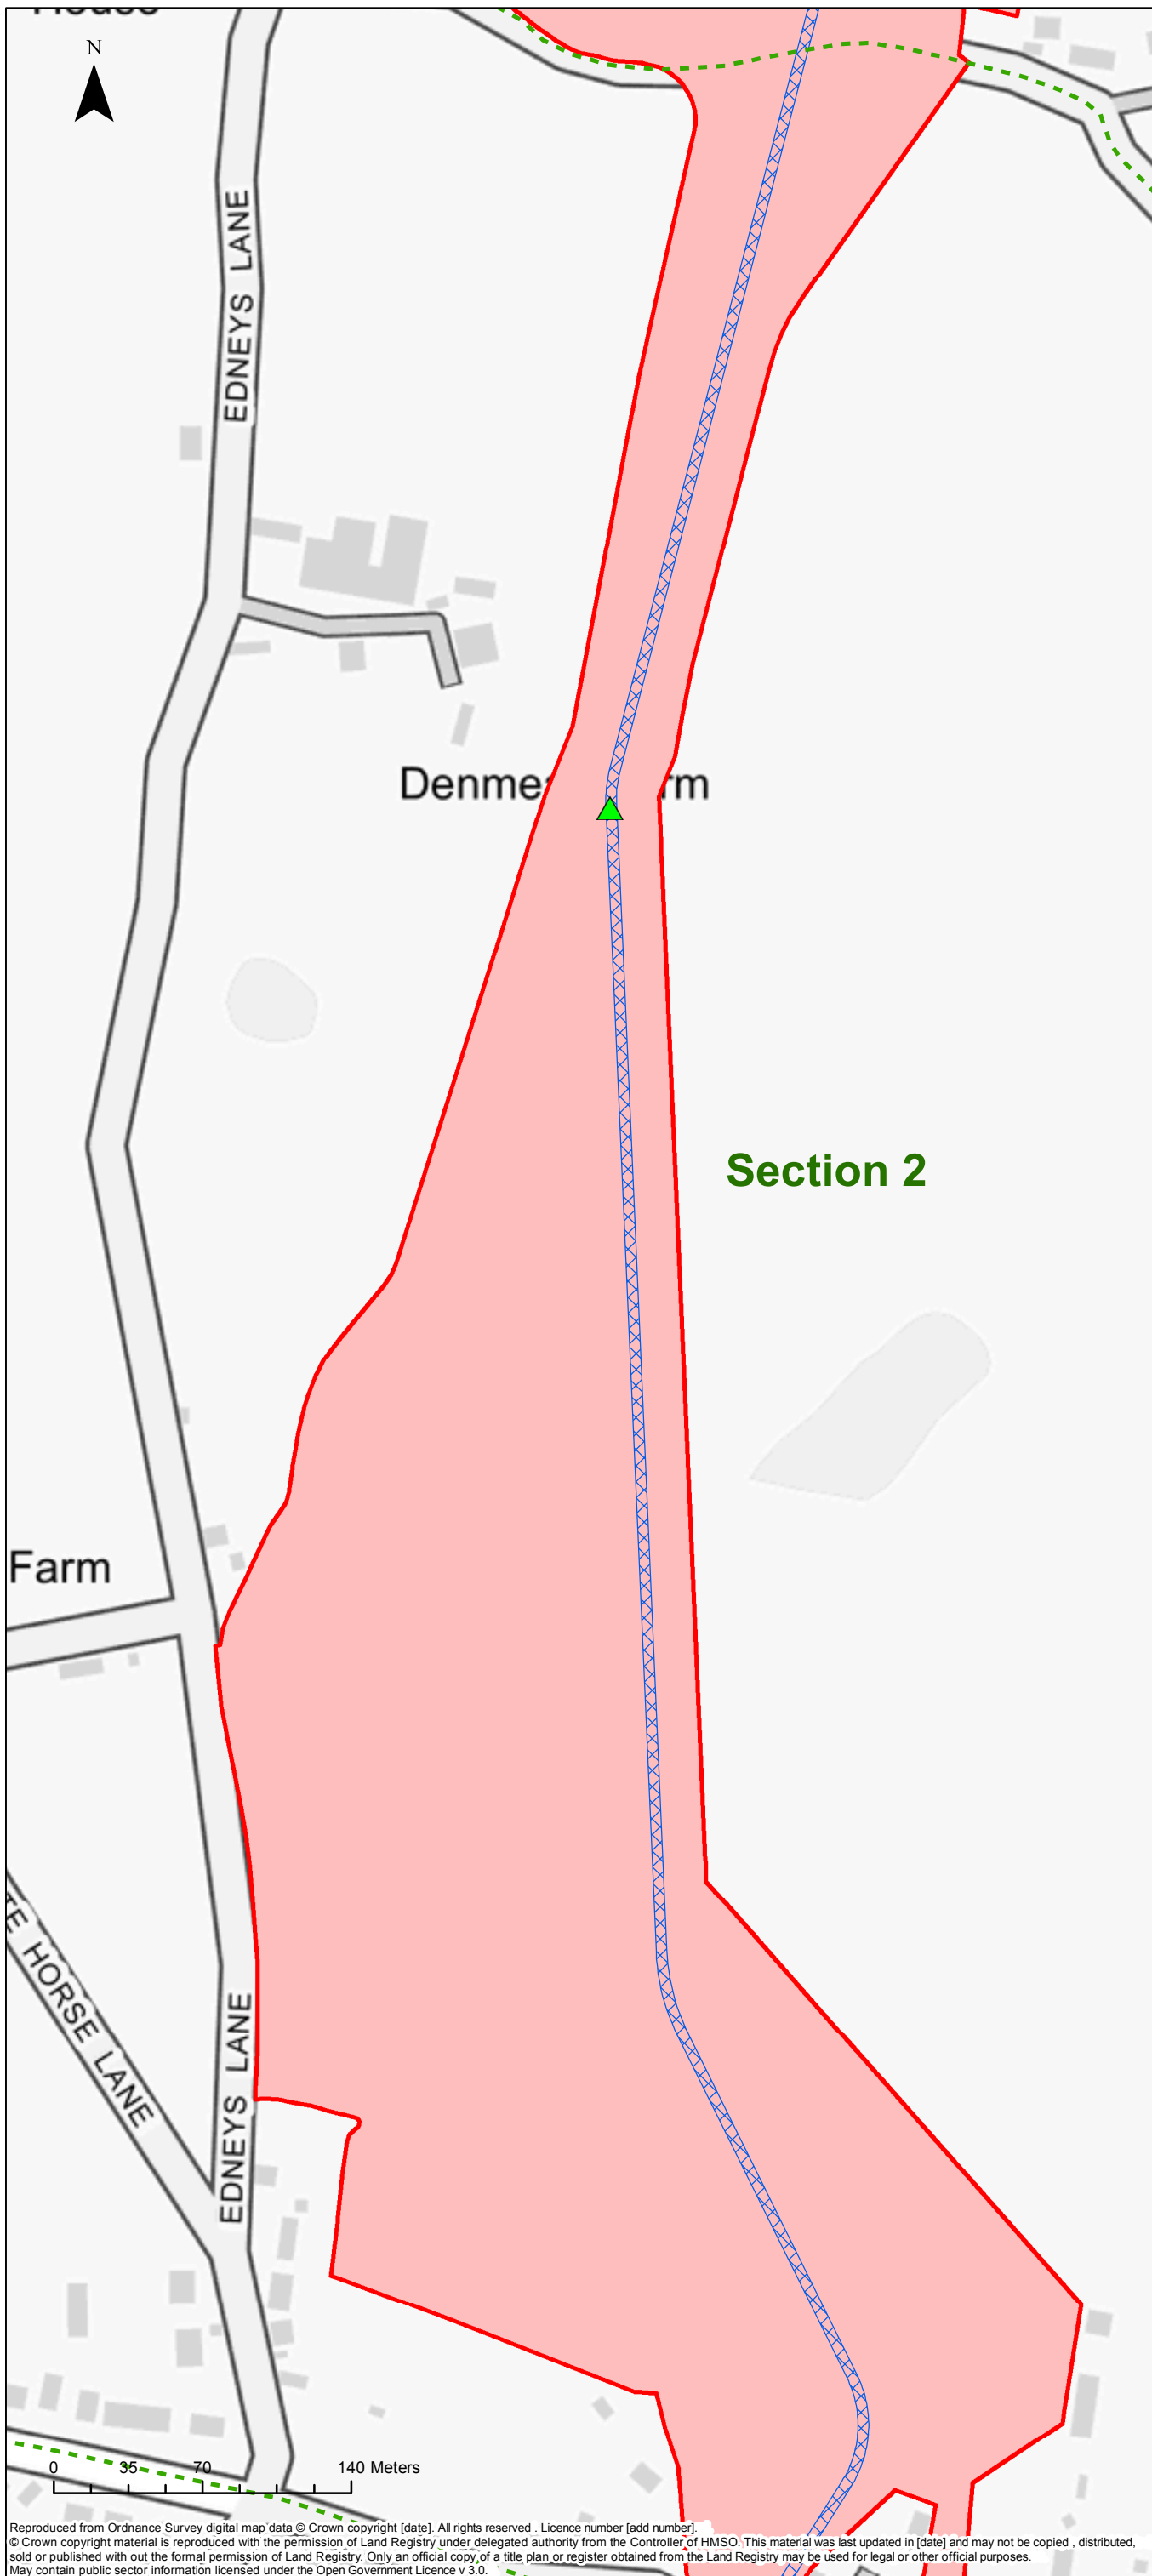 N
EDNEYS LANE
Denmea rm
Section 2
Farm
TE HORSE LANE
EDNEYS LANE
0 35 70 140 Meters
Reproduced from Ordnance Survey digital map data © Crown copyright [date]. All rights reserved . Licence number [add number].
© Crown copyright material is reproduced with the permission of Land Registry under delegated authority from the Controller of HMSO. This material was last updated in [date] and may not be copied , distributed,
sold or published with out the formal permission of Land Registry. Only an official copy of a title plan or register obtained from the Land Registry may be used for legal or other official purposes.
May contain public sector information licensed under the Open Government Licence v 3.0.